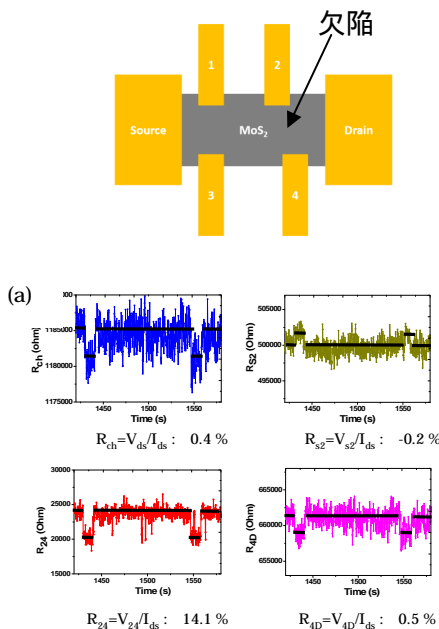 欠陥
1 2
Source MoS₂ Drain
3 4
(a)
1185000
1180000
1175000
R_ch (Ohm)
1450 1500 1550
Time (s)
R_ch=V_ds/I_ds : 0.4 %
505000
500000
495000
R_S2 (Ohm)
1450 1500 1550
Time (s)
R_s2=V_s2/I_ds : -0.2 %
30000
25000
20000
15000
R_24 (Ohm)
1450 1500 1550
Time (s)
R_24=V_24/I_ds : 14.1 %
665000
660000
655000
R_4D (Ohm)
1450 1500 1550
Time (s)
R_4D=V_4D/I_ds : 0.5 %